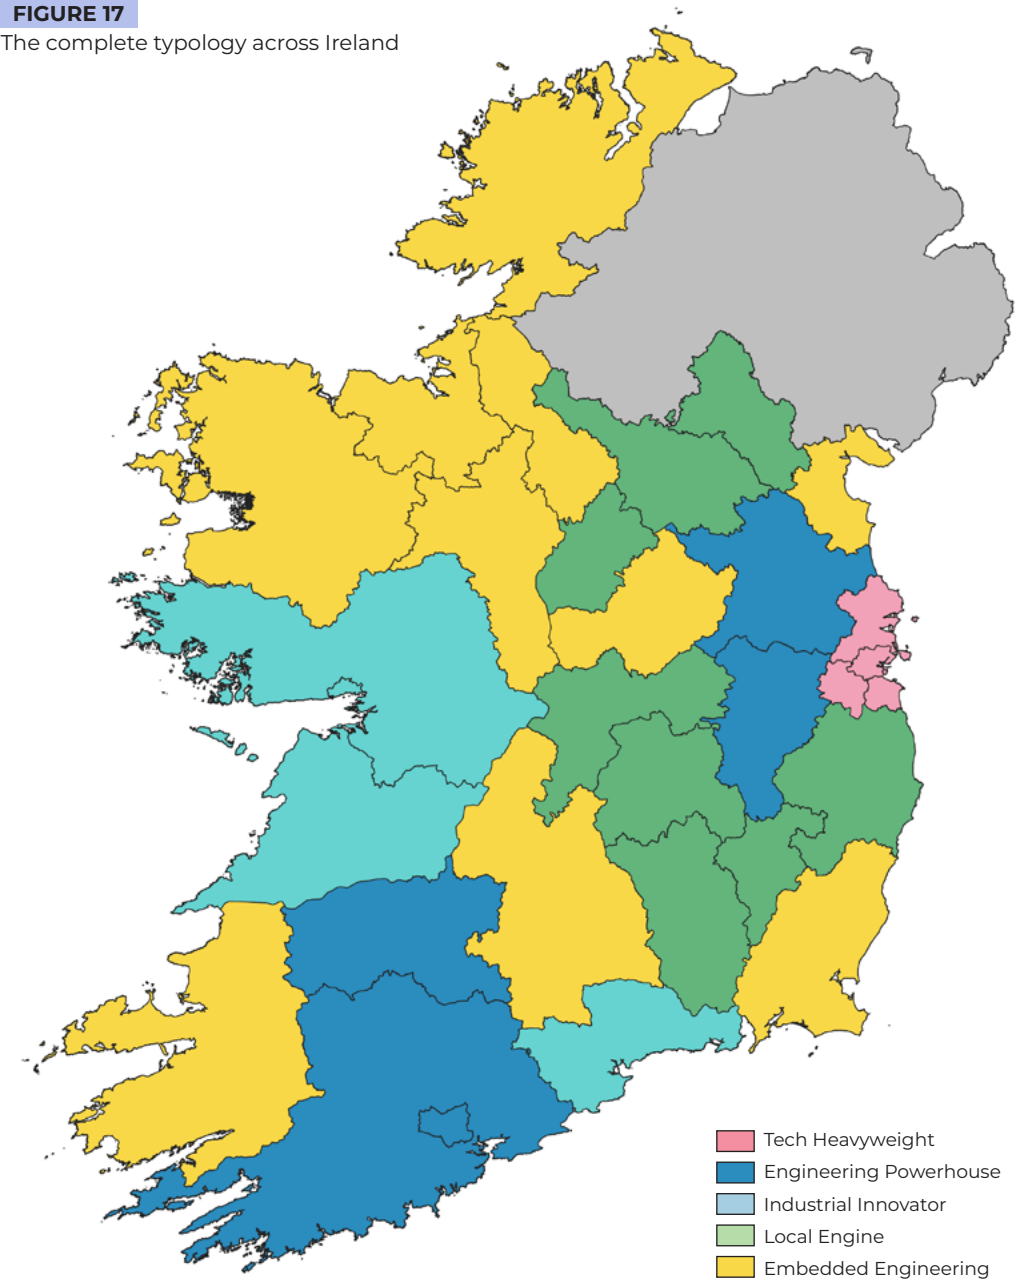 FIGURE 17
The complete typology across Ireland
Tech Heavyweight
Engineering Powerhouse
Industrial Innovator
Local Engine
Embedded Engineering